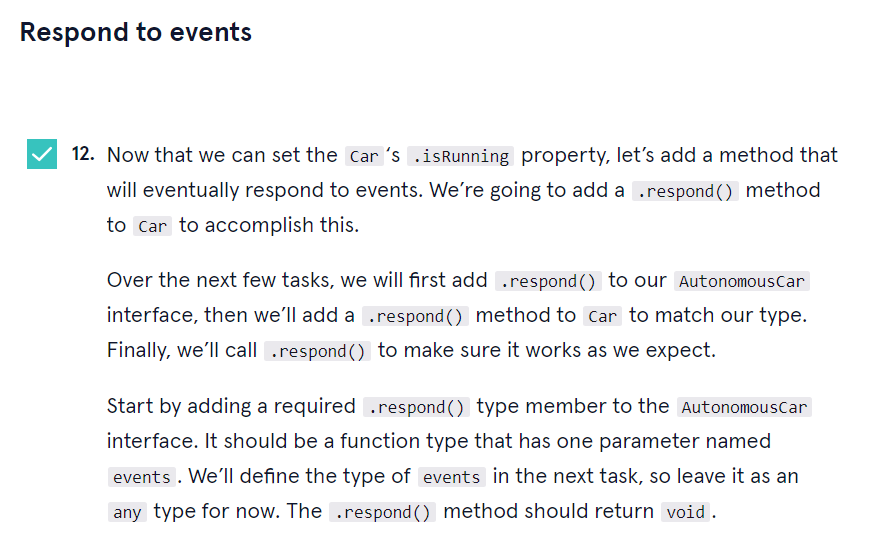 Respond to events
12. Now that we can set the Car ‘s .isRunning property, let’s add a method that
will eventually respond to events. We’re going to add a .respond() method
to Car to accomplish this.
Over the next few tasks, we will first add .respond() to our AutonomousCar
interface, then we’ll add a .respond() method to Car to match our type.
Finally, we’ll call .respond() to make sure it works as we expect.
Start by adding a required .respond() type member to the AutonomousCar
interface. It should be a function type that has one parameter named
events . We’ll define the type of events in the next task, so leave it as an
any type for now. The .respond() method should return void .